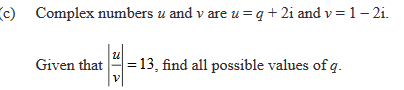 (c) Complex numbers u and v are u = q + 2i and v = 1 – 2i.
Given that |u/v| = 13, find all possible values of q.